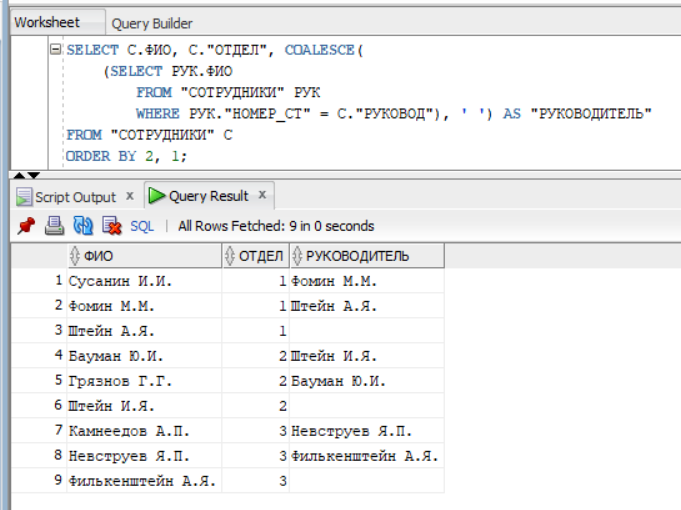 Worksheet Query Builder
SELECT С.ФИО, С."ОТДЕЛ", COALESCE(
(SELECT РУК.ФИО
FROM "СОТРУДНИКИ" РУК
WHERE РУК."НОМЕР_СТ" = С."РУКОВОД"), ' ') AS "РУКОВОДИТЕЛЬ"
FROM "СОТРУДНИКИ" С
ORDER BY 2, 1;
Script Output x Query Result x
SQL | All Rows Fetched: 9 in 0 seconds
ФИО ОТДЕЛ РУКОВОДИТЕЛЬ
1 Сусанин И.И. 1 Фомин М.М.
2 Фомин М.М. 1 Штейн А.Я.
3 Штейн А.Я. 1
4 Бауман Ю.И. 2 Штейн И.Я.
5 Грязнов Г.Г. 2 Бауман Ю.И.
6 Штейн И.Я. 2
7 Камнеедов А.П. 3 Невструев Я.П.
8 Невструев Я.П. 3 Филькенштейн А.Я.
9 Филькенштейн А.Я. 3